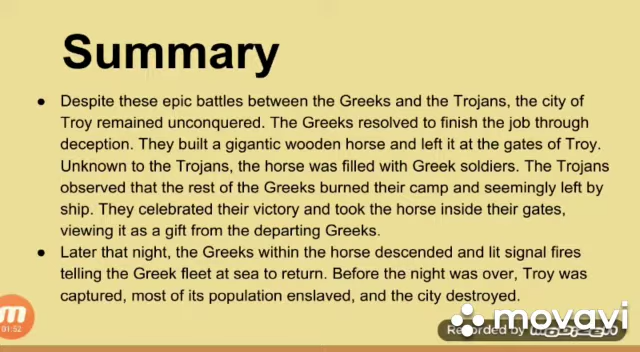 Summary
● Despite these epic battles between the Greeks and the Trojans, the city of
Troy remained unconquered. The Greeks resolved to finish the job through
deception. They built a gigantic wooden horse and left it at the gates of Troy.
Unknown to the Trojans, the horse was filled with Greek soldiers. The Trojans
observed that the rest of the Greeks burned their camp and seemingly left by
ship. They celebrated their victory and took the horse inside their gates,
viewing it as a gift from the departing Greeks.
● Later that night, the Greeks within the horse descended and lit signal fires
telling the Greek fleet at sea to return. Before the night was over, Troy was
captured, most of its population enslaved, and the city destroyed.
m
01:52
movavi
Recorded by